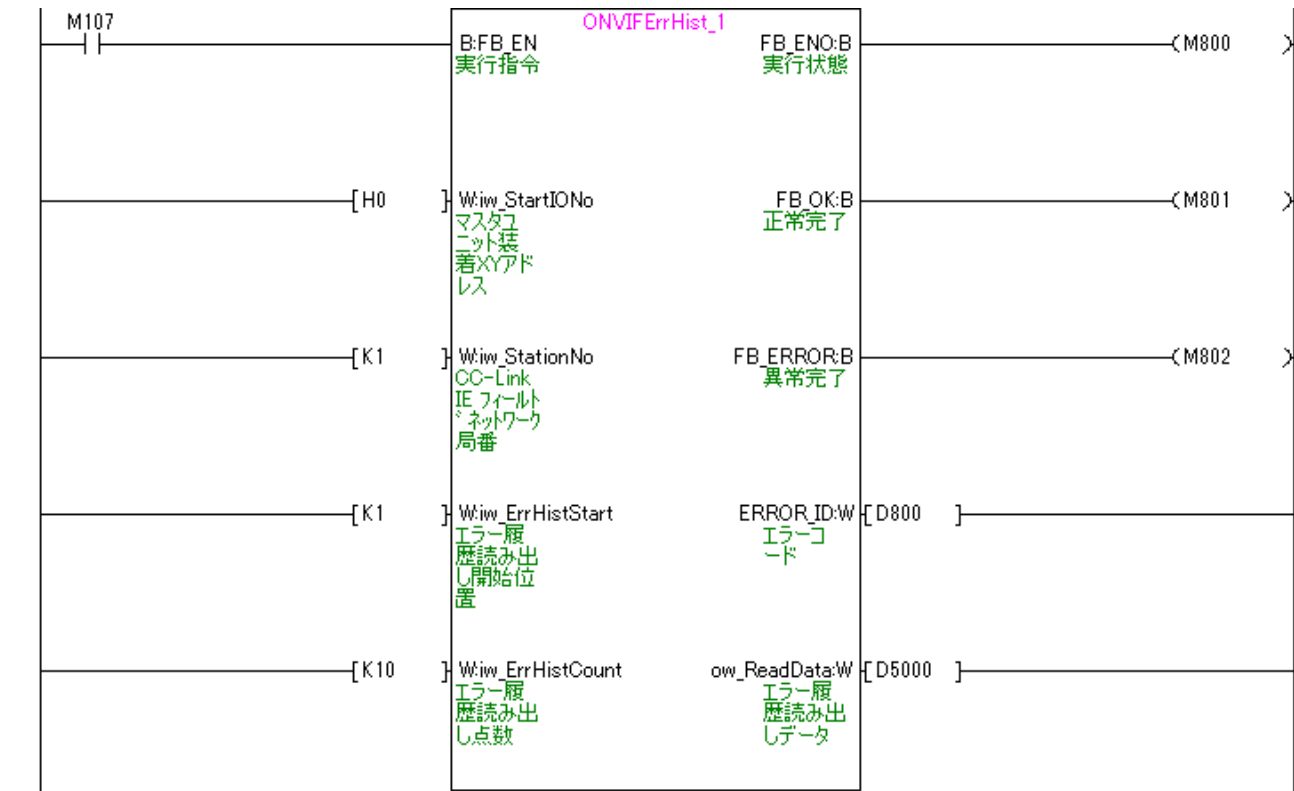 M107
ONVIFErrHist_1
B:FB_EN
実行指令
FB_ENO:B
実行状態
M800
H0
W:iw_StartIONo
マスタユ
ニット装
着XYアド
レス
FB_OK:B
正常完了
M801
K1
W:iw_StationNo
CC-Link
IE フィールト
゛ネットワーク
局番
FB_ERROR:B
異常完了
M802
K1
W:iw_ErrHistStart
エラー履
歴読み出
し開始位
置
ERROR_ID:W
エラーコ
ード
D800
K10
W:iw_ErrHistCount
エラー履
歴読み出
し点数
ow_ReadData:W
エラー履
歴読み出
しデータ
D5000